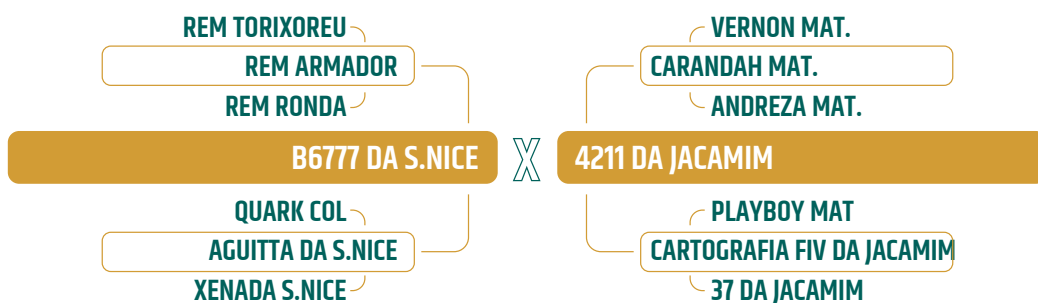 REM TORIXOREU
REM ARMADOR
REM RONDA
B6777 DA S.NICE
QUARK COL
AGUITTA DA S.NICE
XENADA S.NICE
X
VERNON MAT.
CARANDAH MAT.
ANDREZA MAT.
4211 DA JACAMIM
PLAYBOY MAT
CARTOGRAFIA FIV DA JACAMIM
37 DA JACAMIM